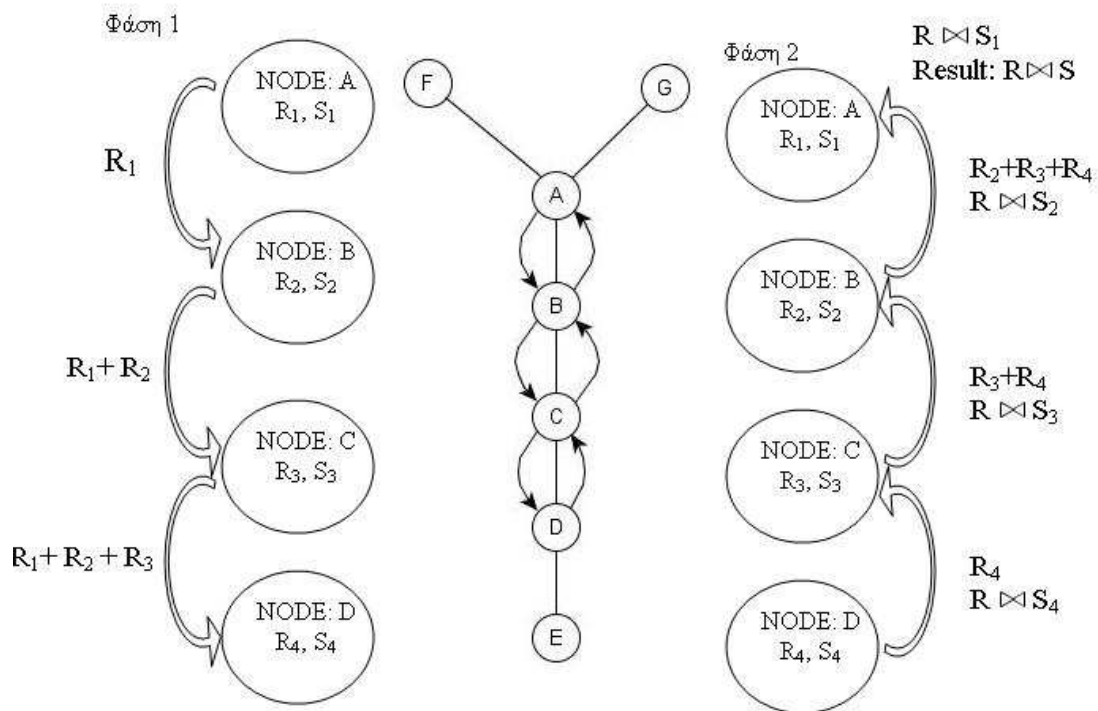 Φάση 1
NODE: A
R₁, S₁
R₁
NODE: B
R₂, S₂
R₁+ R₂
NODE: C
R₃, S₃
R₁+ R₂ + R₃
NODE: D
R₄, S₄
F
G
A
B
C
D
E
Φάση 2
R ⋈ S₁
Result: R⋈S
NODE: A
R₁, S₁
R₂+R₃+R₄
R ⋈ S₂
NODE: B
R₂, S₂
R₃+R₄
R ⋈ S₃
NODE: C
R₃, S₃
R₄
R ⋈ S₄
NODE: D
R₄, S₄